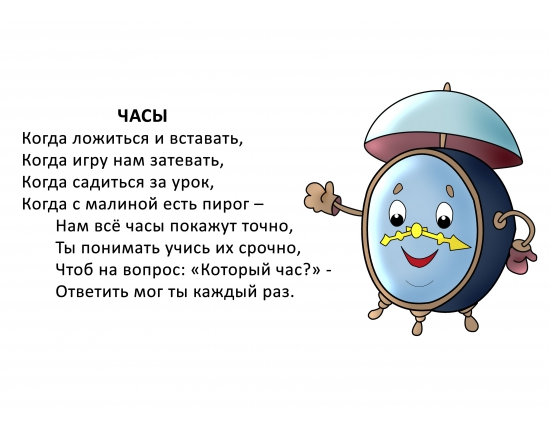 ЧАСЫ
Когда ложиться и вставать,
Когда игру нам затевать,
Когда садиться за урок,
Когда с малиной есть пирог –
Нам всё часы покажут точно,
Ты понимать учись их срочно,
Чтоб на вопрос: «Который час?» -
Ответить мог ты каждый раз.